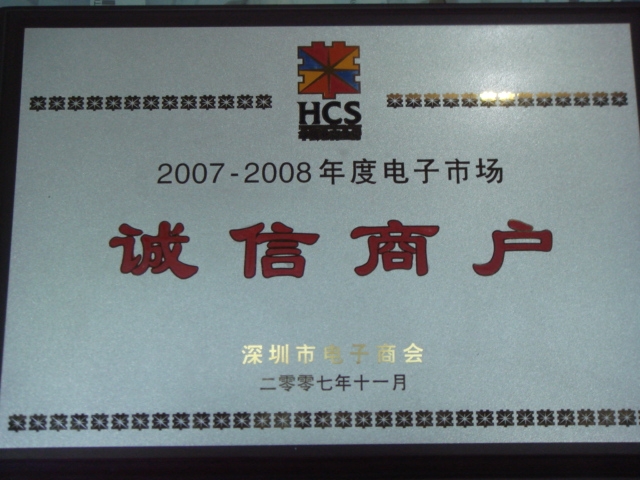 HCS
2007-2008年度电子市场
诚信商户
深圳市电子商会
二零零七年十一月